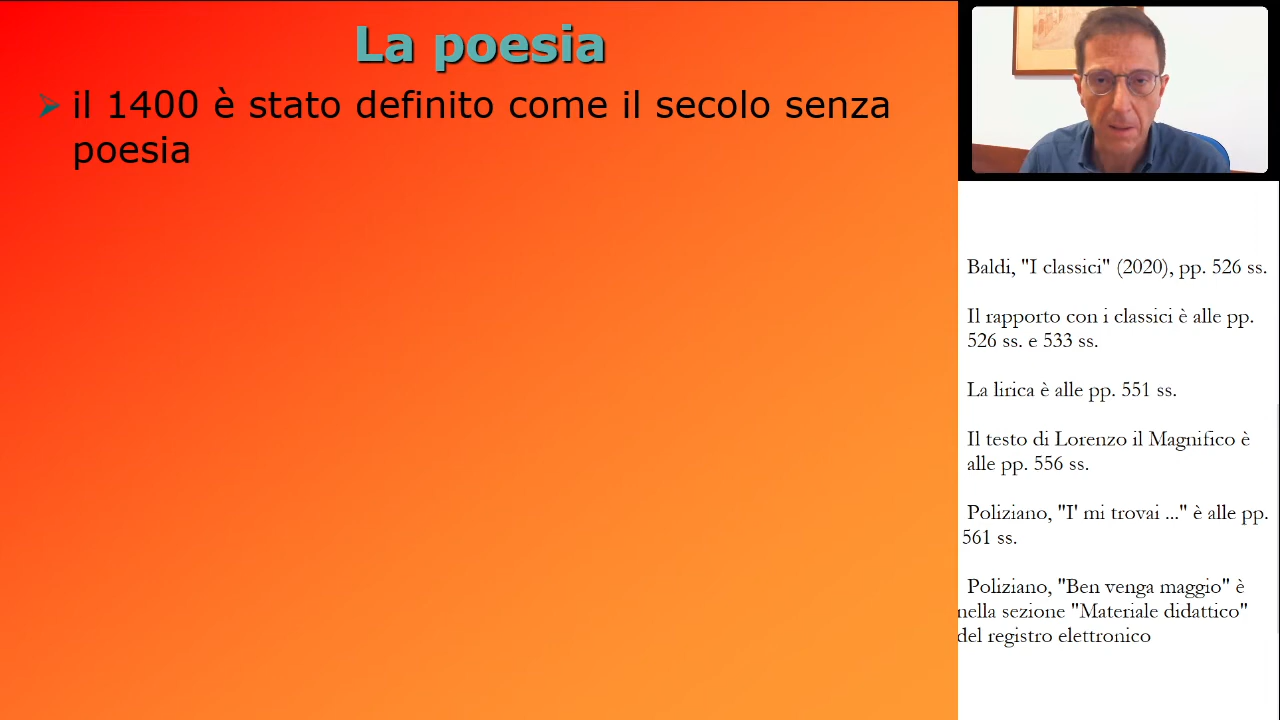 La poesia
il 1400 è stato definito come il secolo senza
poesia
Baldi, "I classici" (2020), pp. 526 ss.
Il rapporto con i classici è alle pp.
526 ss. e 533 ss.
La lirica è alle pp. 551 ss.
Il testo di Lorenzo il Magnifico è
alle pp. 556 ss.
Poliziano, "I' mi trovai ..." è alle pp.
561 ss.
Poliziano, "Ben venga maggio" è
nella sezione "Materiale didattico"
del registro elettronico